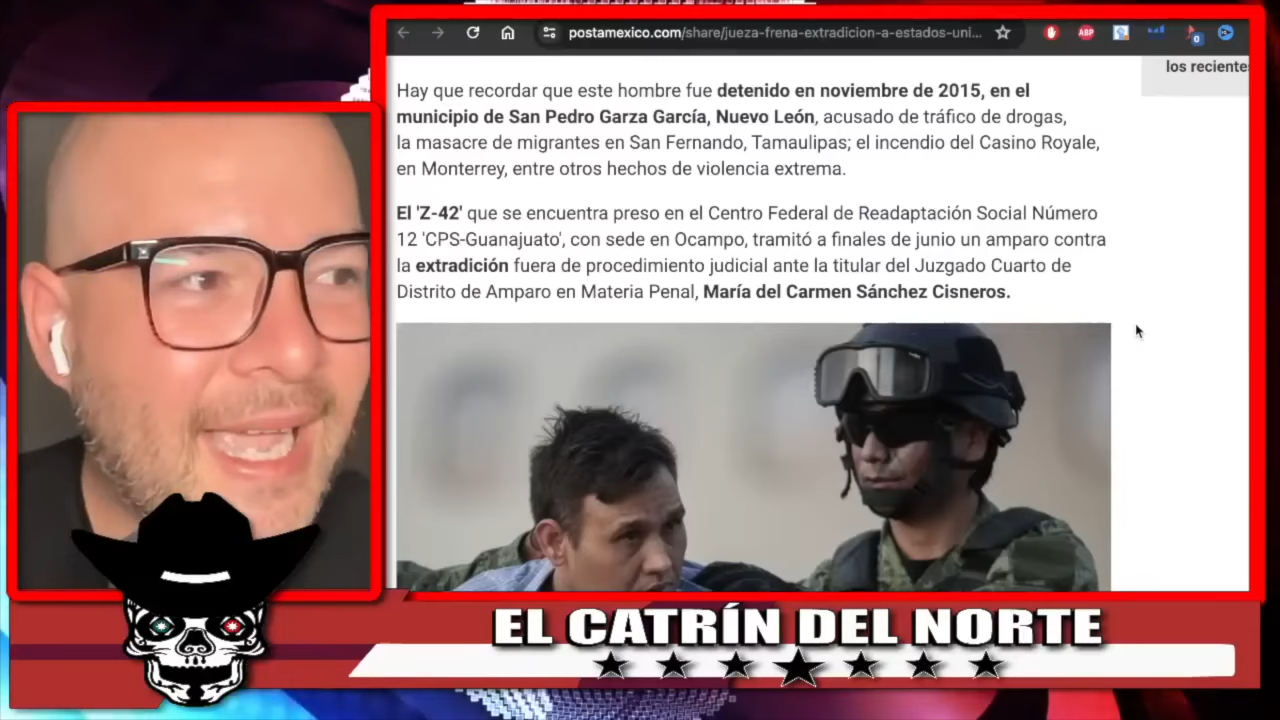 postamexico.com/share/jueza-frena-extradicion-a-estados-uni...
ABP
0
los recientes
Hay que recordar que este hombre fue detenido en noviembre de 2015, en el
municipio de San Pedro Garza García, Nuevo León, acusado de tráfico de drogas,
la masacre de migrantes en San Fernando, Tamaulipas; el incendio del Casino Royale,
en Monterrey, entre otros hechos de violencia extrema.
El 'Z-42' que se encuentra preso en el Centro Federal de Readaptación Social Número
12 'CPS-Guanajuato', con sede en Ocampo, tramitó a finales de junio un amparo contra
la extradición fuera de procedimiento judicial ante la titular del Juzgado Cuarto de
Distrito de Amparo en Materia Penal, María del Carmen Sánchez Cisneros.
EL CATRÍN DEL NORTE